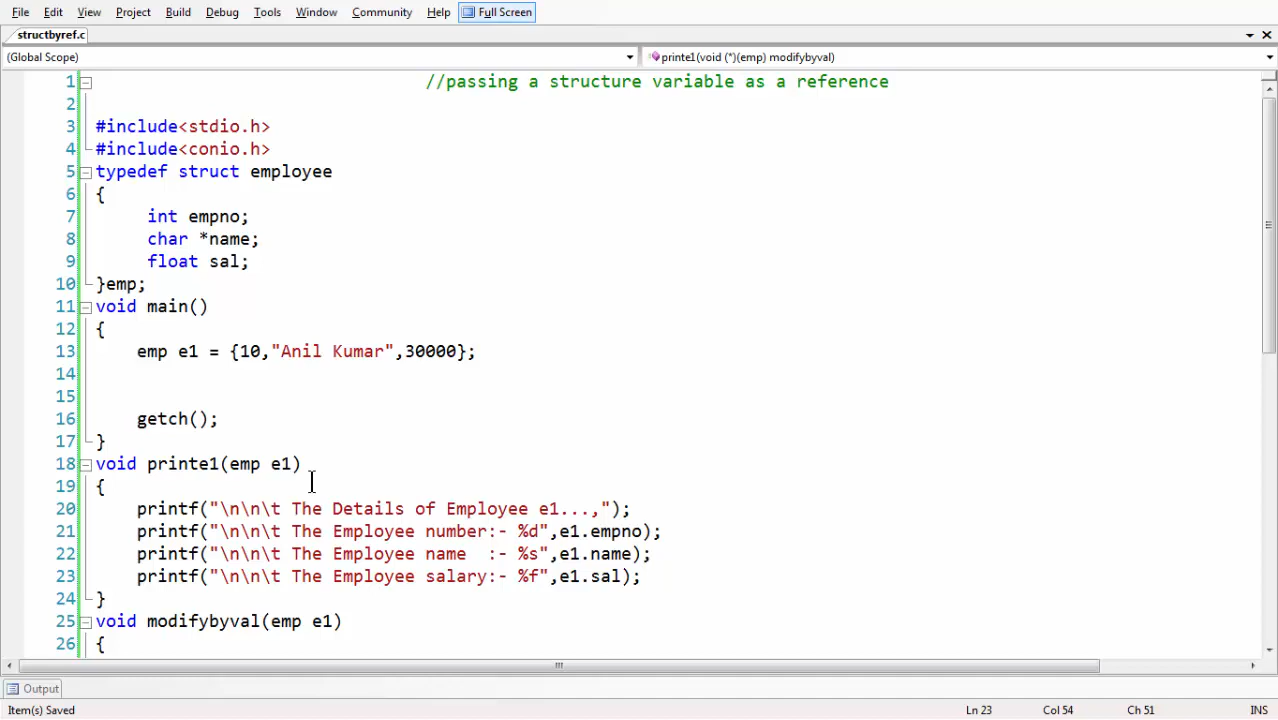 File Edit View Project Build Debug Tools Window Community Help Full Screen
structbyref.c
(Global Scope) printe1(void (*)(emp) modifybyval)
1 //passing a structure variable as a reference
2
3 #include<stdio.h>
4 #include<conio.h>
5 typedef struct employee
6 {
7 int empno;
8 char *name;
9 float sal;
10 }emp;
11 void main()
12 {
13 emp e1 = {10,"Anil Kumar",30000};
14
15
16 getch();
17 }
18 void printe1(emp e1)
19 {
20 printf("\n\n\t The Details of Employee e1...,");
21 printf("\n\n\t The Employee number:- %d",e1.empno);
22 printf("\n\n\t The Employee name  :- %s",e1.name);
23 printf("\n\n\t The Employee salary:- %f",e1.sal);
24 }
25 void modifybyval(emp e1)
26 {
Output
Item(s) Saved Ln 23 Col 54 Ch 51 INS